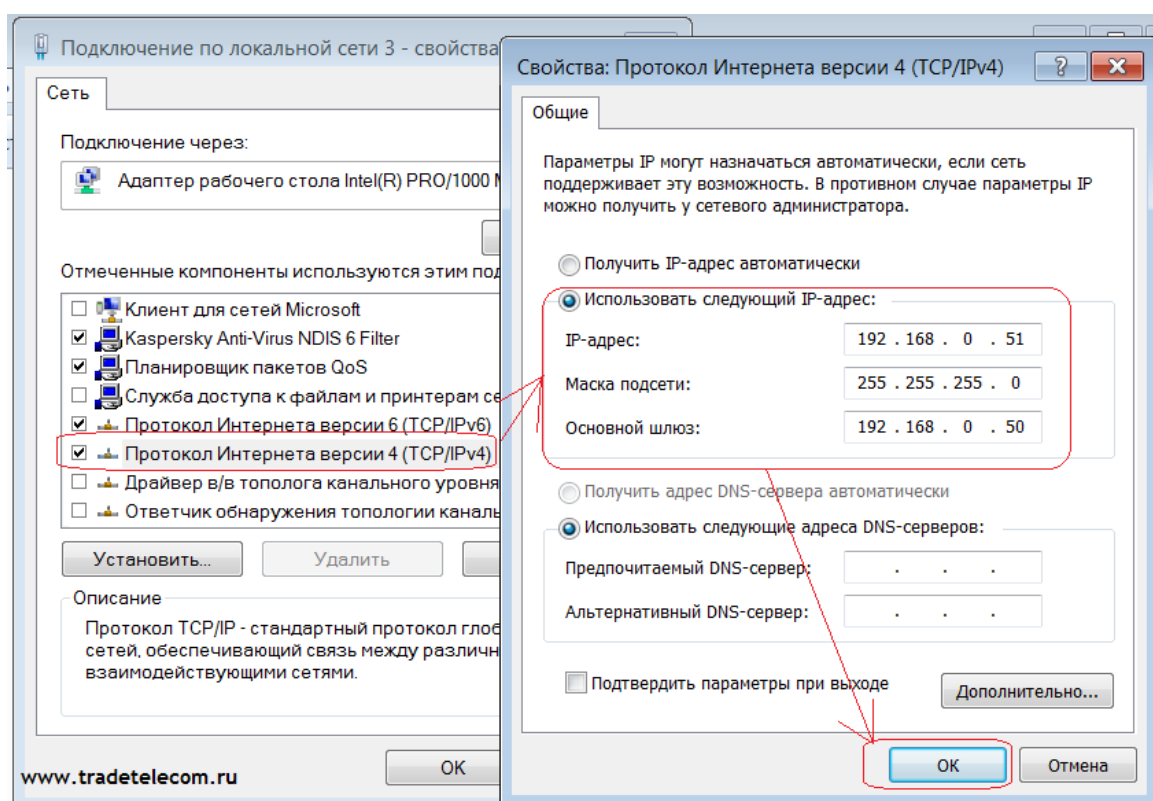 Подключение по локальной сети 3 - свойства
Сеть
Подключение через:
Адаптер рабочего стола Intel(R) PRO/1000
Отмеченные компоненты используются этим
Клиент для сетей Microsoft
Kaspersky Anti-Virus NDIS 6 Filter
Планировщик пакетов QoS
Служба доступа к файлам и принтерам
Протокол Интернета версии 6 (TCP/IPv6)
Протокол Интернета версии 4 (TCP/IPv4)
Драйвер в/в тополога канального уровня
Ответчик обнаружения топологии
Установить...
Удалить
Описание
Протокол TCP/IP - стандартный протокол
сетей, обеспечивающий связь между
взаимодействующими сетями.
ОК
www.tradetelecom.ru
Свойства: Протокол Интернета версии 4 (TCP/IPv4)
Общие
Параметры IP могут назначаться автоматически, если сеть
поддерживает эту возможность. В противном случае параметры IP
можно получить у сетевого администратора.
Получить IP-адрес автоматически
Использовать следующий IP-адрес:
IP-адрес:
192 . 168 . 0 . 51
Маска подсети:
255 . 255 . 255 . 0
Основной шлюз:
192 . 168 . 0 . 50
Получить адрес DNS-сервера автоматически
Использовать следующие адреса DNS-серверов:
Предпочитаемый DNS-сервер:
. . .
Альтернативный DNS-сервер:
. . .
Подтвердить параметры при выходе
Дополнительно...
ОК
Отмена